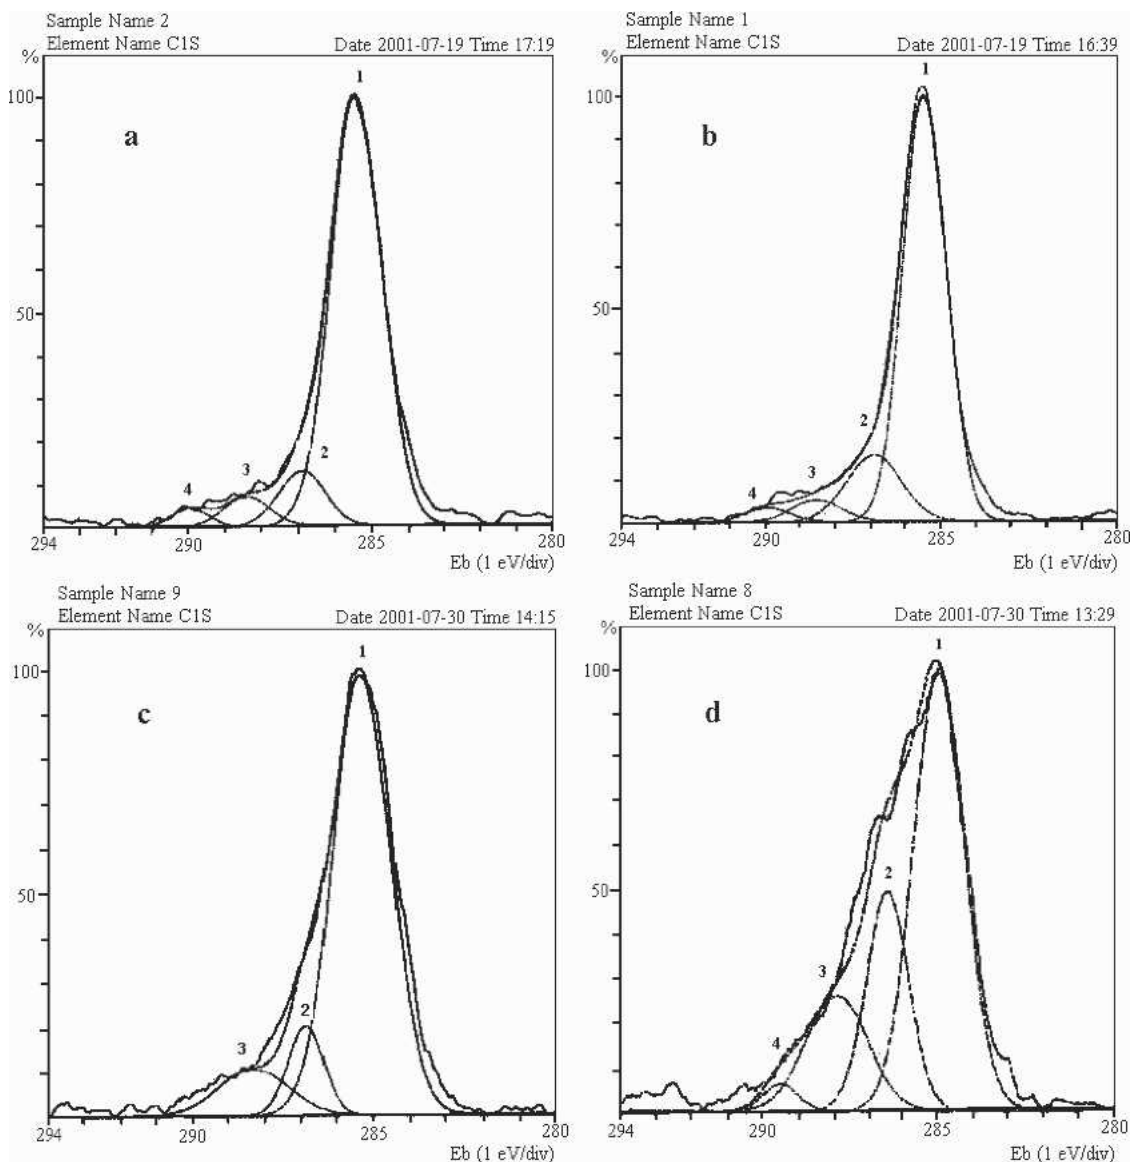 Sample Name 2
Element Name C1S Date 2001-07-19 Time 17:19
%
1
100
a
50
2
3
4
294 290 285 280
Eb (1 eV/div)
Sample Name 1
Element Name C1S Date 2001-07-19 Time 16:39
%
1
100
b
50
2
3
4
294 290 285 280
Eb (1 eV/div)
Sample Name 9
Element Name C1S Date 2001-07-30 Time 14:15
%
1
100
c
50
2
3
294 290 285 280
Eb (1 eV/div)
Sample Name 8
Element Name C1S Date 2001-07-30 Time 13:29
%
1
100
d
50
2
3
4
294 290 285 280
Eb (1 eV/div)